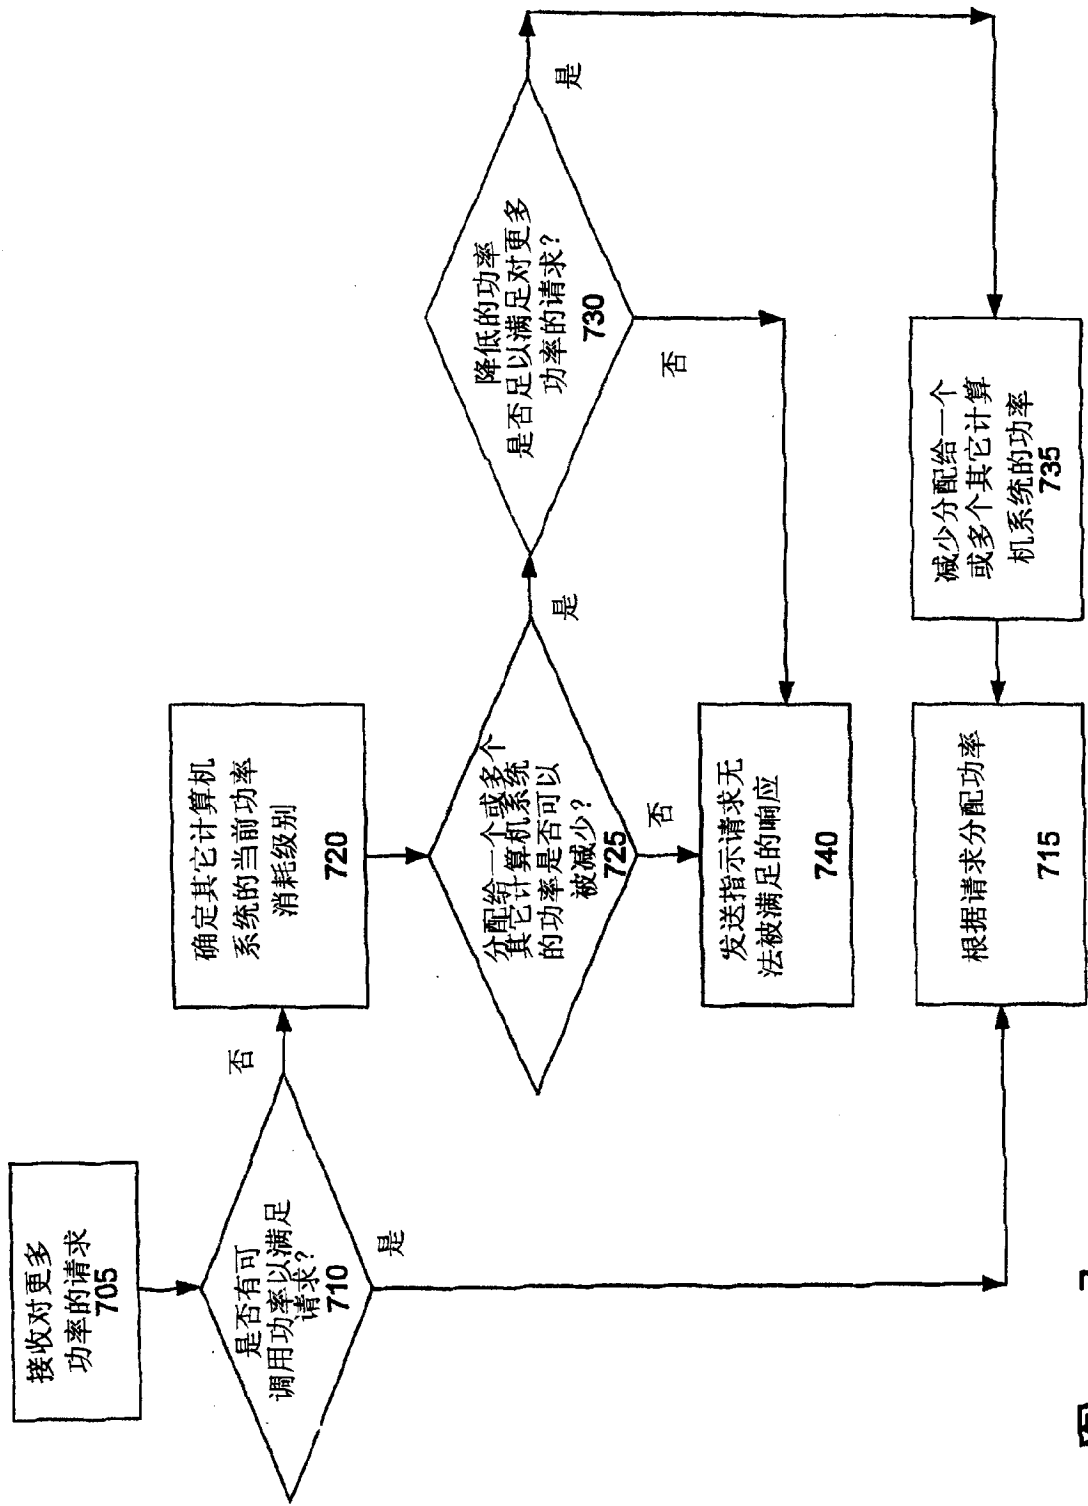 接收对更多
功率的请求
705
是否有可
调用功率以满足
请求?
710
否
是
确定其它计算机
系统的当前功率
消耗级别
720
分配给一个或多个
其它计算机系统
的功率是否可以
被减少?
725
是
否
降低的功率
是否足以满足对更多
功率的请求?
730
是
否
发送指示请求无
法被满足的响应
740
减少分配给一个
或多个其它计算
机系统的功率
735
根据请求分配功率
715
图 7